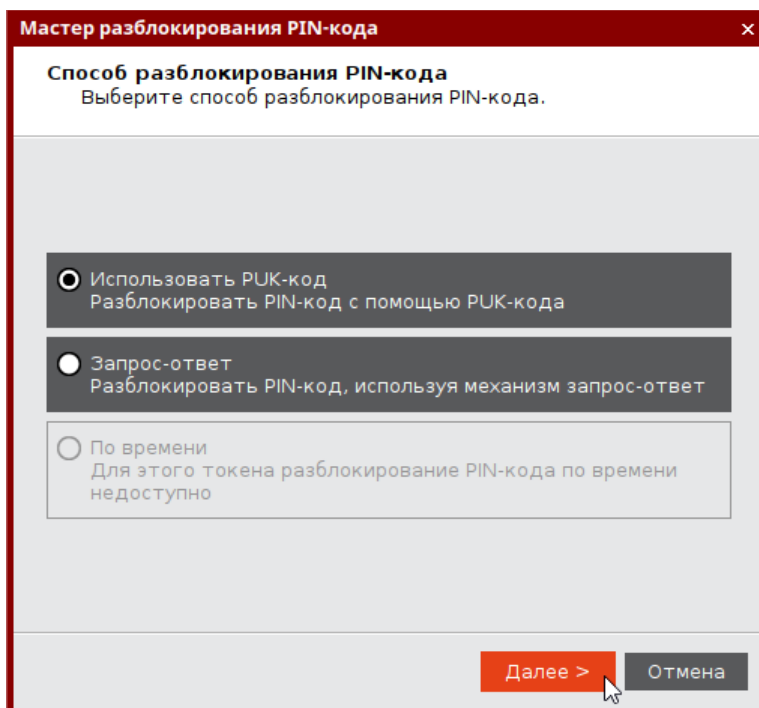 Мастер разблокирования PIN-кода
Способ разблокирования PIN-кода
Выберите способ разблокирования PIN-кода.
Использовать PUK-код
Разблокировать PIN-код с помощью PUK-кода
Запрос-ответ
Разблокировать PIN-код, используя механизм запрос-ответ
По времени
Для этого токена разблокирование PIN-кода по времени
недоступно
Далее >
Отмена